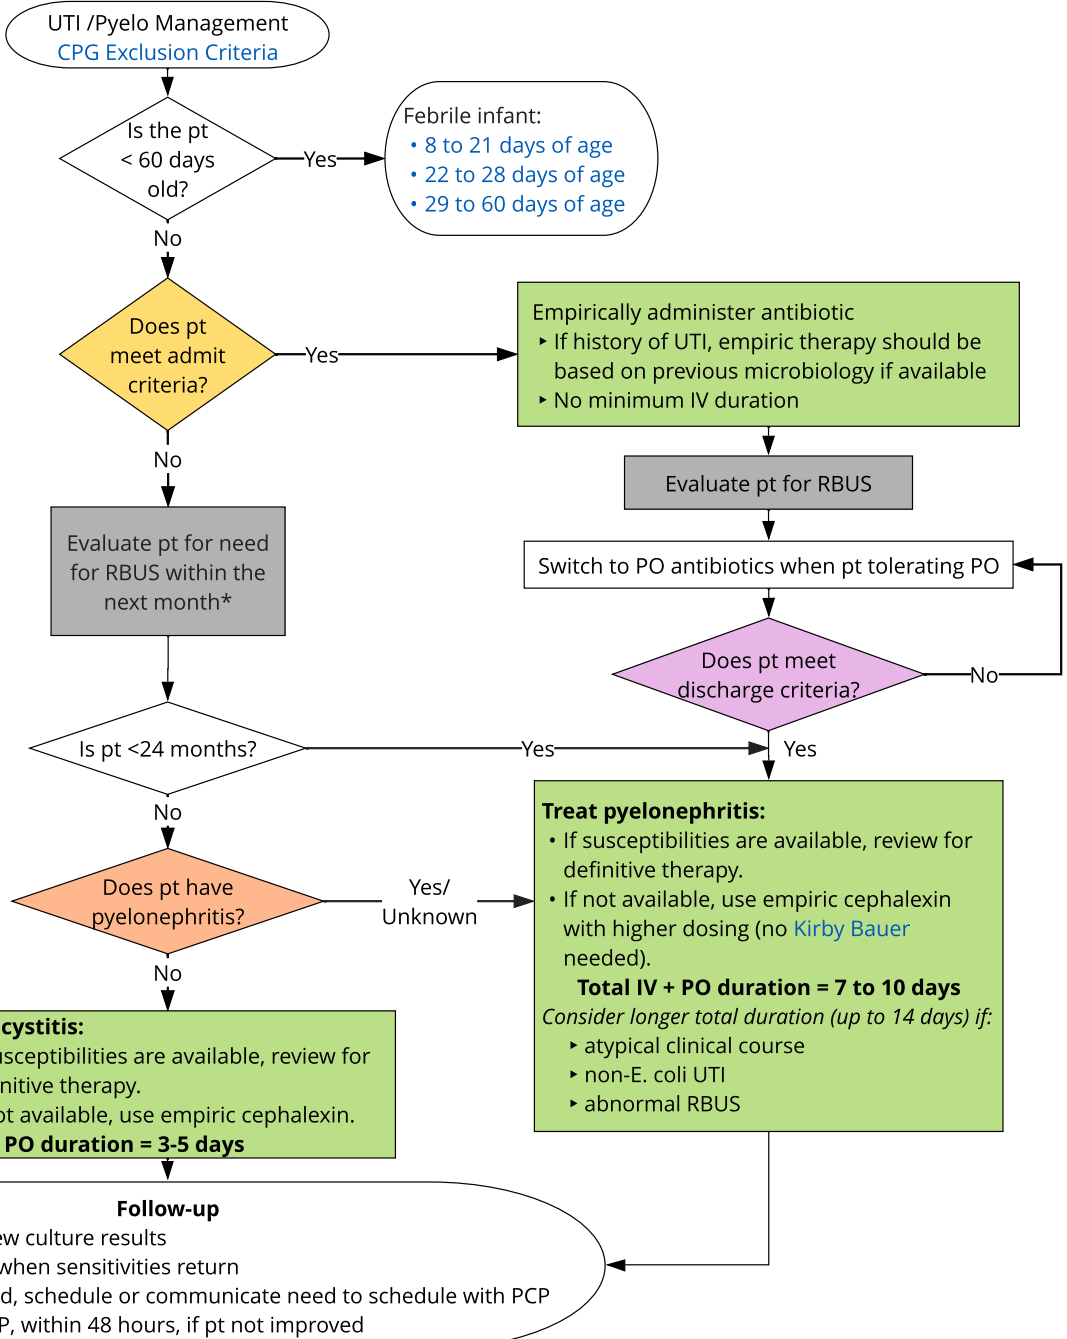 UTI /Pyelo Management
CPG Exclusion Criteria
Is the pt
< 60 days
old?
Yes
Febrile infant:
• 8 to 21 days of age
• 22 to 28 days of age
• 29 to 60 days of age
No
Does pt
meet admit
criteria?
Yes
Empirically administer antibiotic
‣ If history of UTI, empiric therapy should be
based on previous microbiology if available
‣ No minimum IV duration
No
Evaluate pt for RBUS
Evaluate pt for need
for RBUS within the
next month*
Switch to PO antibiotics when pt tolerating PO
Does pt meet
discharge criteria?
No
Is pt <24 months?
Yes
Yes
No
Treat pyelonephritis:
• If susceptibilities are available, review for
definitive therapy.
• If not available, use empiric cephalexin
with higher dosing (no Kirby Bauer
needed).
Total IV + PO duration = 7 to 10 days
Consider longer total duration (up to 14 days) if:
‣ atypical clinical course
‣ non-E. coli UTI
‣ abnormal RBUS
Does pt have
pyelonephritis?
Yes/
Unknown
No
cystitis:
usceptibilities are available, review for
nitive therapy.
ot available, use empiric cephalexin.
PO duration = 3-5 days
Follow-up
ew culture results
when sensitivities return
d, schedule or communicate need to schedule with PCP
P, within 48 hours, if pt not improved